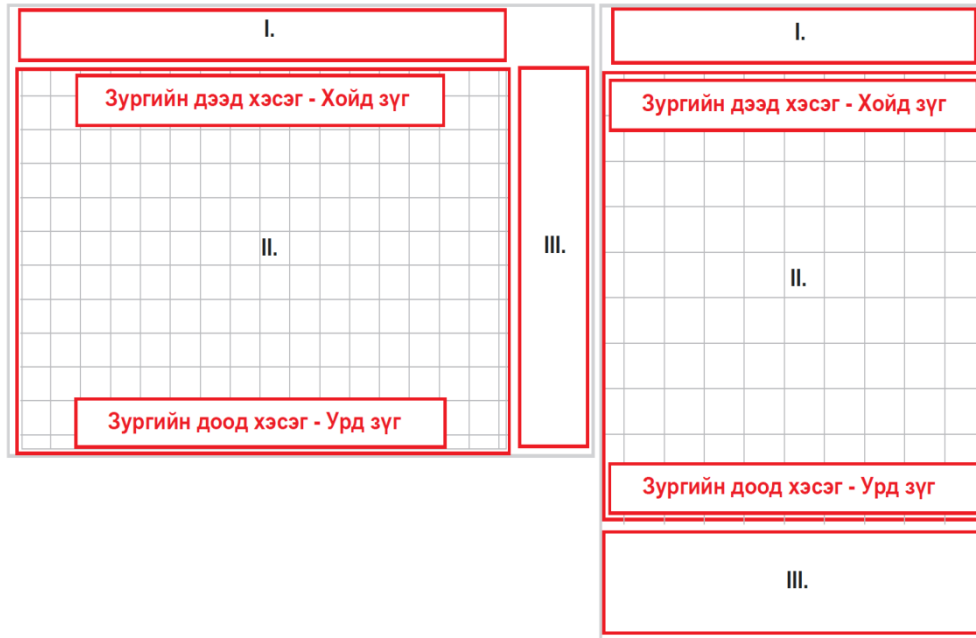 I.
Зургийн дээд хэсэг - Хойд зүг
II.
Зургийн доод хэсэг - Урд зүг
III.
I.
Зургийн дээд хэсэг - Хойд зүг
II.
Зургийн доод хэсэг - Урд зүг
III.